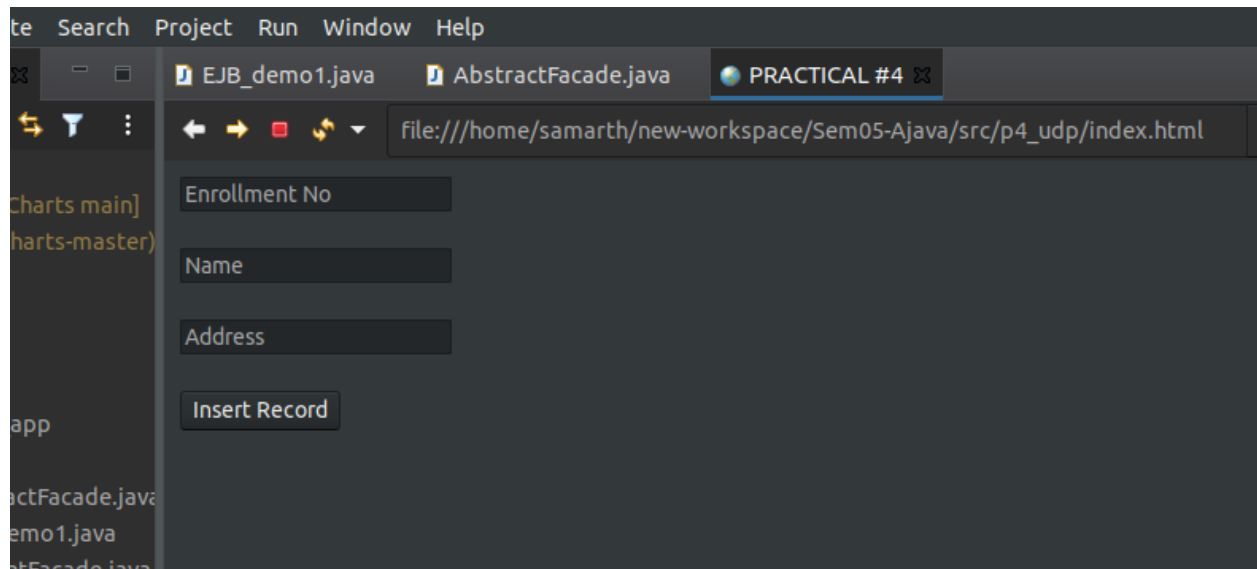 te Search Project Run Window Help
EJB_demo1.java AbstractFacade.java PRACTICAL #4
file:///home/samarth/new-workspace/Sem05-Ajava/src/p4_udp/index.html
Enrollment No
Charts main]
harts-master)
Name
Address
Insert Record
app
actFacade.java
emo1.java